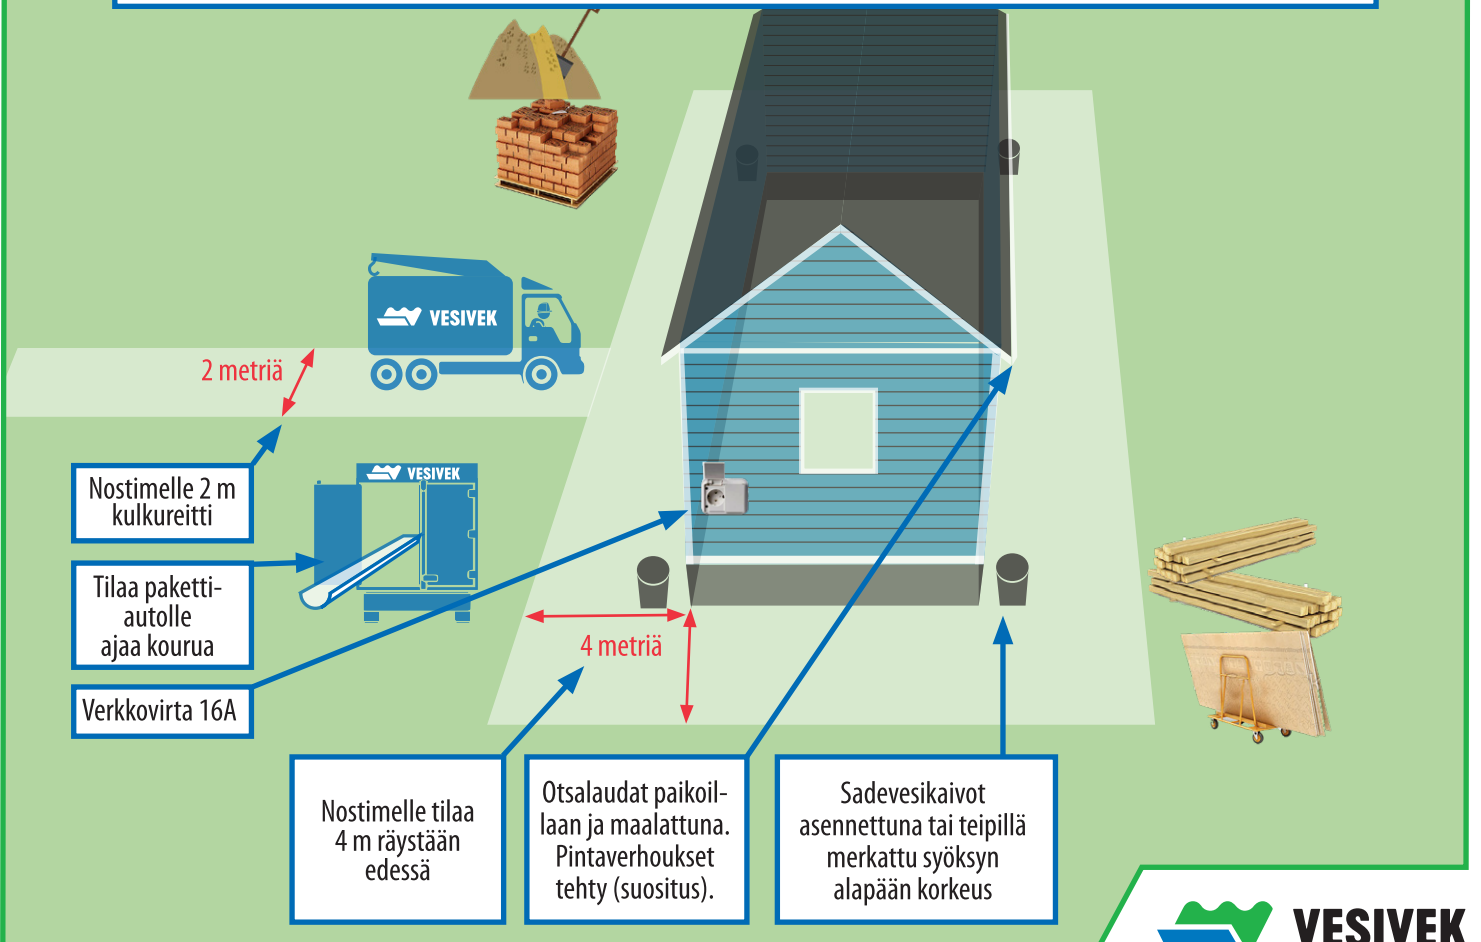 VESIVEK
2 metriä
Nostimelle 2 m
kulkureitti
VESIVEK
Tilaa paketti-
autolle
ajaa kourua
Verkkovirta 16A
4 metriä
Nostimelle tilaa
4 m räystään
edessä
Otsalaudat paikoil-
laan ja maalattuna.
Pintaverhoukset
tehty (suositus).
Sadevesikaivot
asennettuna tai teipillä
merkattu syöksyn
alapään korkeus
VESIVEK